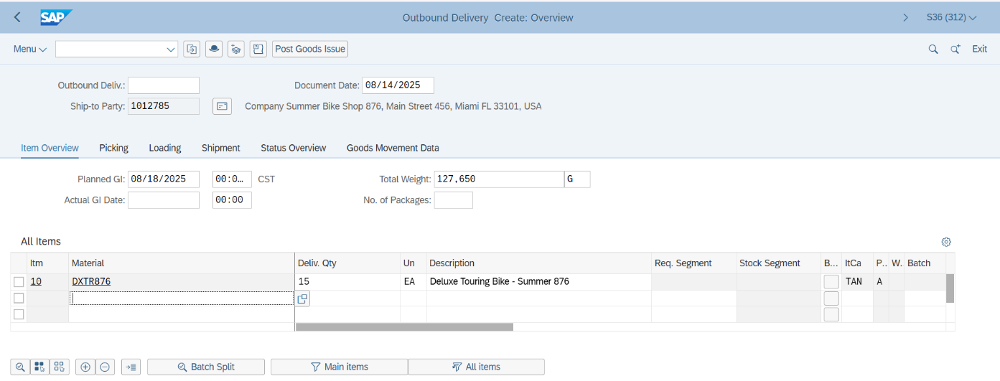 SAP Outbound Delivery Create: Overview S36 (312)
Menu Post Goods Issue Exit
Outbound Deliv.: Document Date: 08/14/2025
Ship-to Party: 1012785 Company Summer Bike Shop 876, Main Street 456, Miami FL 33101, USA
Item Overview Picking Loading Shipment Status Overview Goods Movement Data
Planned GI: 08/18/2025 00:0... CST Total Weight: 127,650 G
Actual GI Date: 00:00 No. of Packages:
All Items
Itm Material Deliv. Qty Un Description Req. Segment Stock Segment B... ItCa P.. W. Batch
10 DXTR876 15 EA Deluxe Touring Bike - Summer 876 TAN A
Batch Split Main items All items